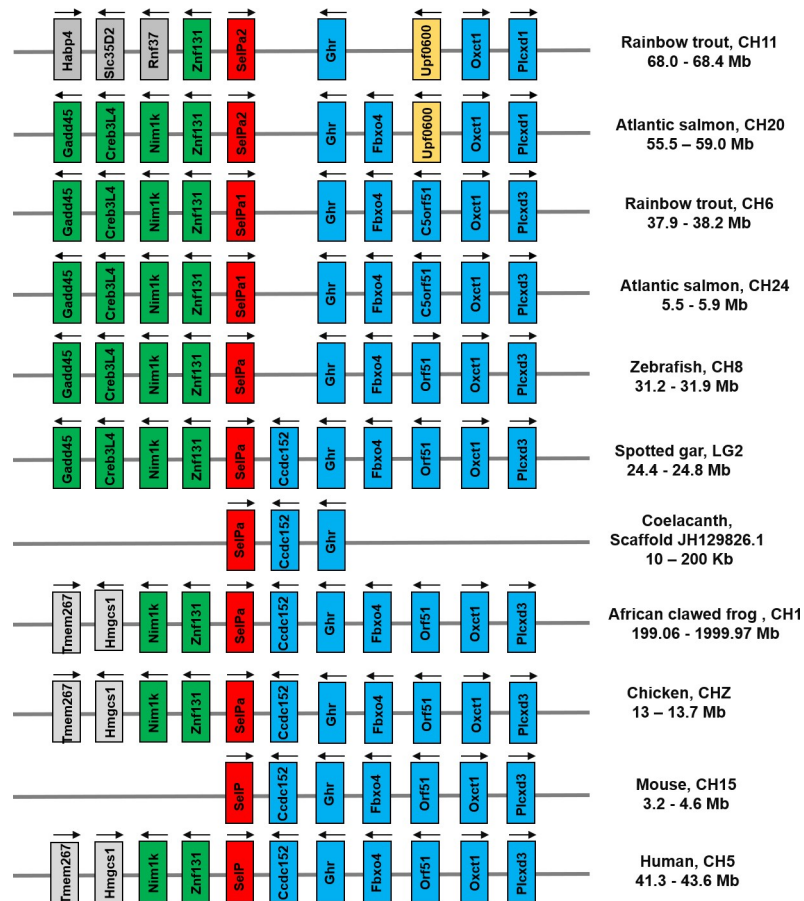 Habp4 Slc35D2 Rnf37 Znf131 SelPa2 Ghr Upf0600 Oxct1 Plcxd1
Rainbow trout, CH11
68.0 - 68.4 Mb
Gadd45 Creb3L4 Nim1k Znf131 SelPa2 Ghr Fbxo4 Upf0600 Oxct1 Plcxd1
Atlantic salmon, CH20
55.5 – 59.0 Mb
Gadd45 Creb3L4 Nim1k Znf131 SelPa1 Ghr Fbxo4 C5orf51 Oxct1 Plcxd3
Rainbow trout, CH6
37.9 - 38.2 Mb
Gadd45 Creb3L4 Nim1k Znf131 SelPa1 Ghr Fbxo4 C5orf51 Oxct1 Plcxd3
Atlantic salmon, CH24
5.5 - 5.9 Mb
Gadd45 Creb3L4 Nim1k Znf131 SelPa Ghr Fbxo4 Orf51 Oxct1 Plcxd3
Zebrafish, CH8
31.2 - 31.9 Mb
Gadd45 Creb3L4 Nim1k Znf131 SelPa Ccdc152 Ghr Fbxo4 Orf51 Oxct1 Plcxd3
Spotted gar, LG2
24.4 - 24.8 Mb
SelPa Ccdc152 Ghr
Coelacanth,
Scaffold JH129826.1
10 – 200 Kb
Tmem267 Hmgcs1 Nim1k Znf131 SelPa Ccdc152 Ghr Fbxo4 Orf51 Oxct1 Plcxd3
African clawed frog , CH1
199.06 - 1999.97 Mb
Tmem267 Hmgcs1 Nim1k Znf131 SelPa Ccdc152 Ghr Fbxo4 Orf51 Oxct1 Plcxd3
Chicken, CHZ
13 – 13.7 Mb
SelP Ccdc152 Ghr Fbxo4 Orf51 Oxct1 Plcxd3
Mouse, CH15
3.2 - 4.6 Mb
Tmem267 Hmgcs1 Nim1k Znf131 SelP Ccdc152 Ghr Fbxo4 Orf51 Oxct1 Plcxd3
Human, CH5
41.3 - 43.6 Mb